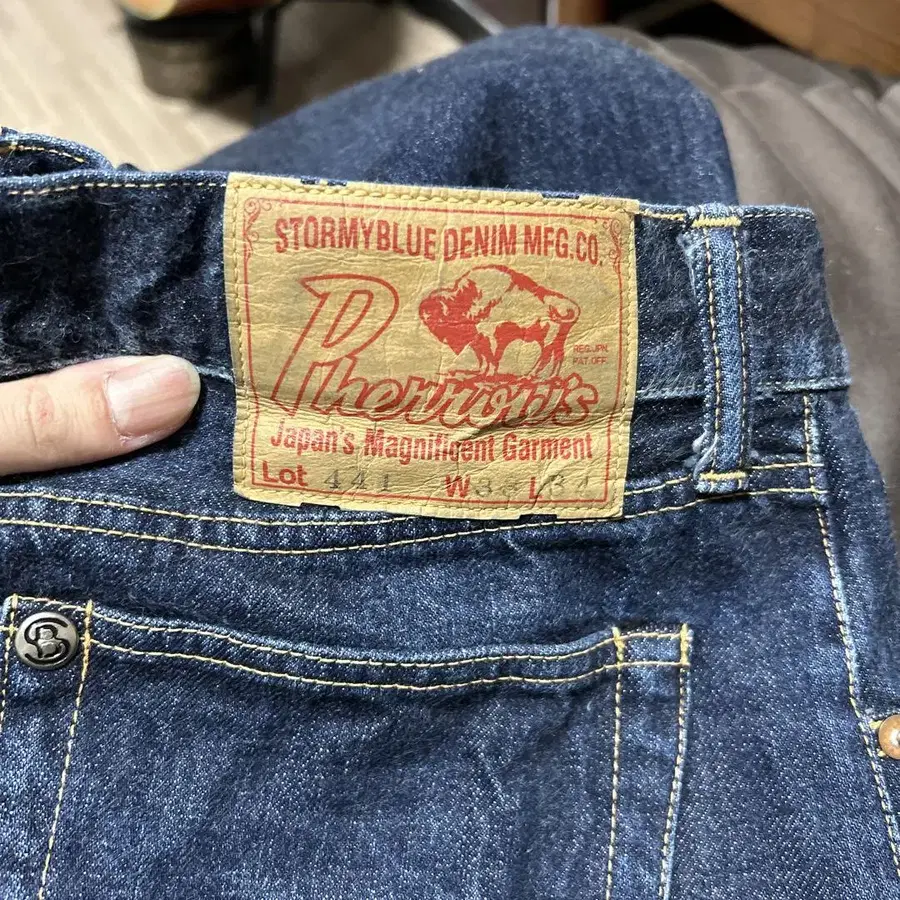 STORMYBLUE DENIM MFG.CO.
Pherrow's
REG.JPN.
PAT.OFF.
Japan's Magnificent Garment
Lot 441 W L